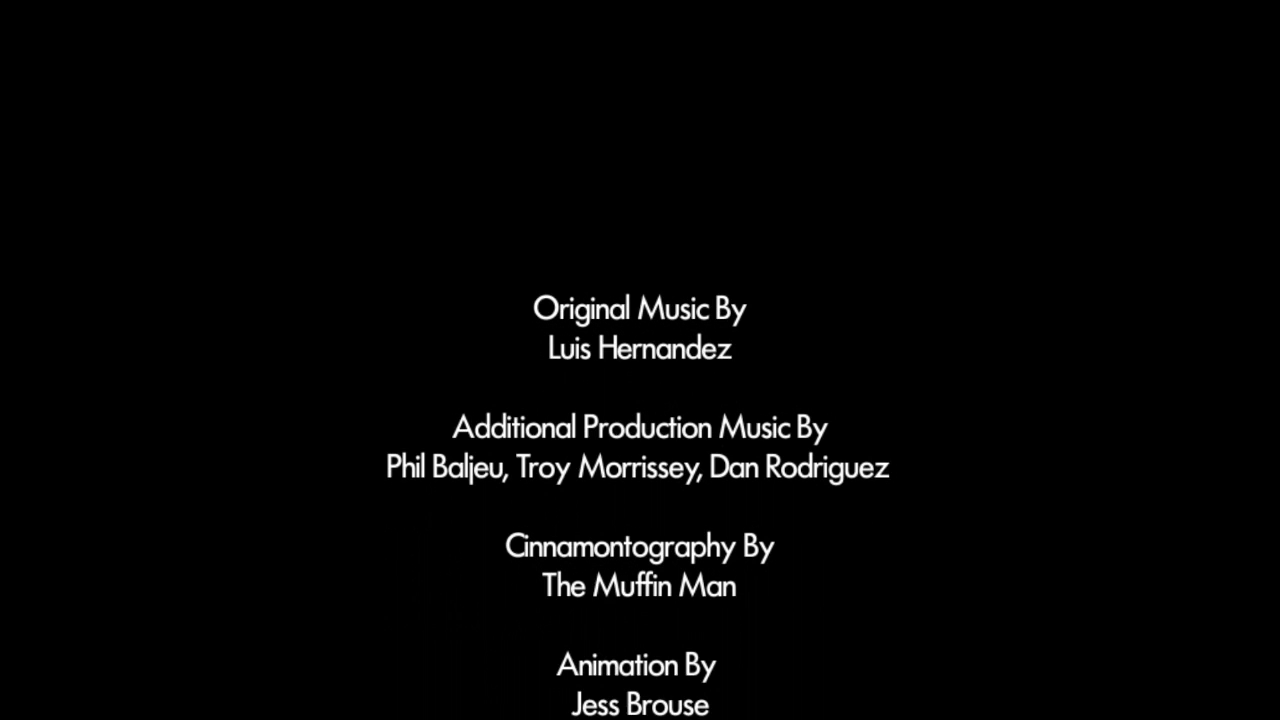 Original Music By
Luis Hernandez
Additional Production Music By
Phil Baljeu, Troy Morrissey, Dan Rodriguez
Cinnamontography By
The Muffin Man
Animation By
Jess Brouse